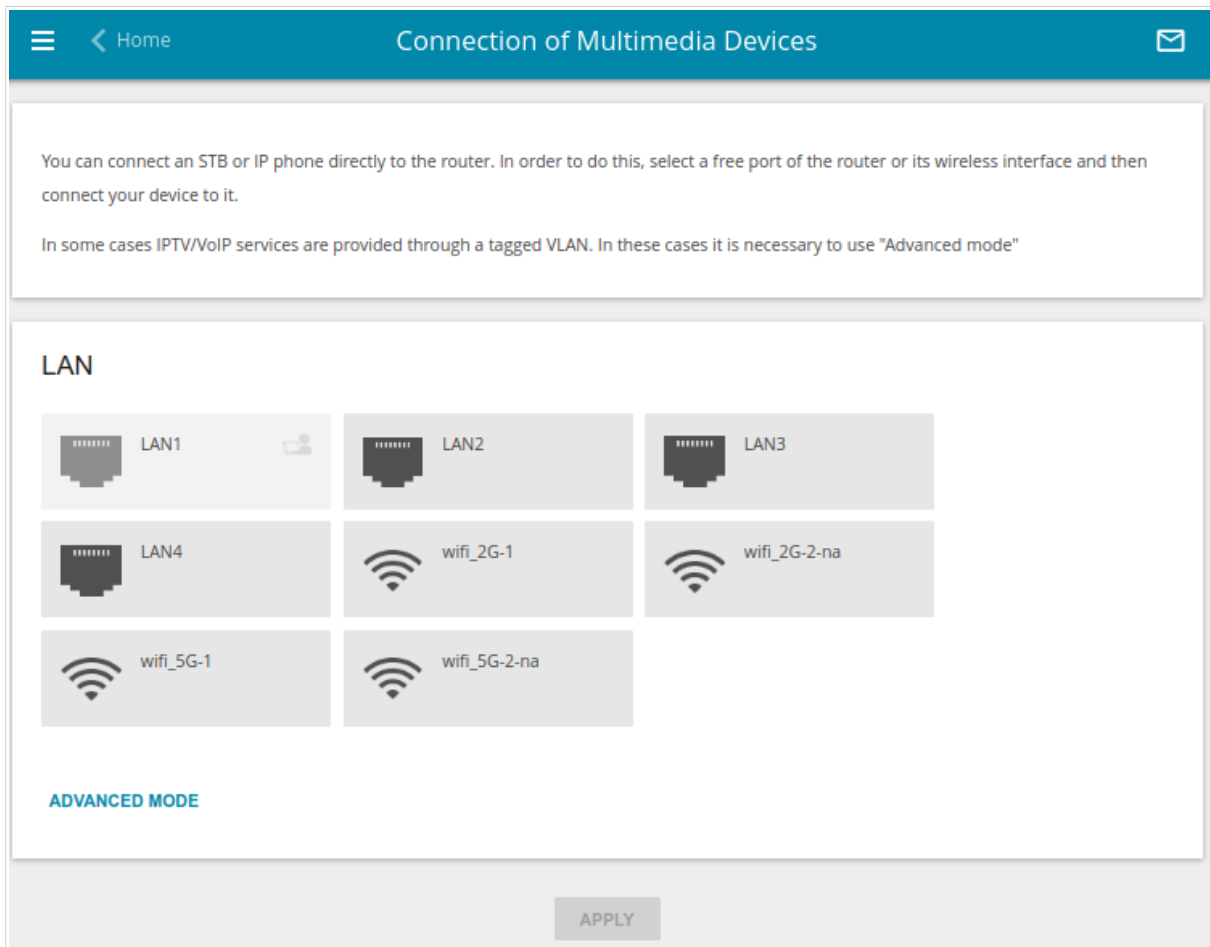 Home
Connection of Multimedia Devices
You can connect an STB or IP phone directly to the router. In order to do this, select a free port of the router or its wireless interface and then
connect your device to it.
In some cases IPTV/VoIP services are provided through a tagged VLAN. In these cases it is necessary to use "Advanced mode"
LAN
LAN1
LAN2
LAN3
LAN4
wifi_2G-1
wifi_2G-2-na
wifi_5G-1
wifi_5G-2-na
ADVANCED MODE
APPLY